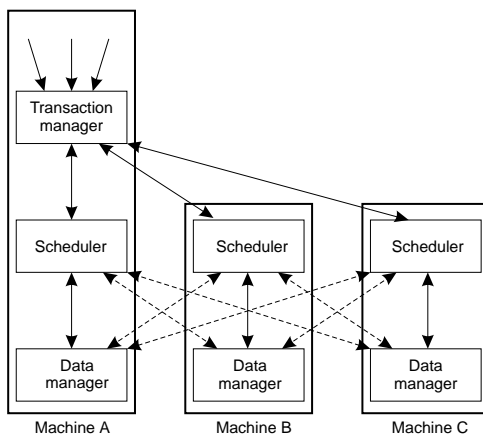 Transaction
manager
Scheduler
Scheduler
Scheduler
Data
manager
Data
manager
Data
manager
Machine A
Machine B
Machine C